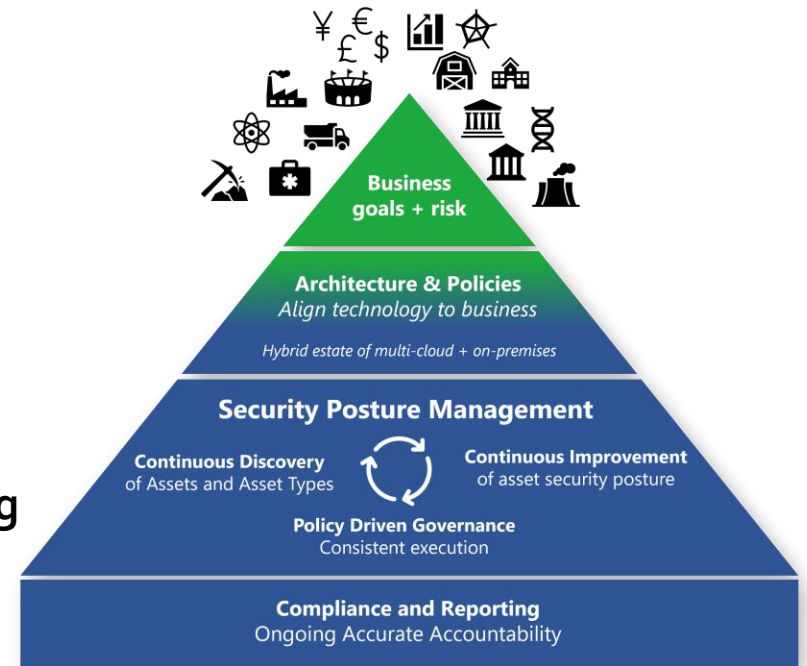 ¥ € £ $
Business
goals + risk
Architecture & Policies
Align technology to business
Hybrid estate of multi-cloud + on-premises
Security Posture Management
Continuous Discovery
of Assets and Asset Types
Continuous Improvement
of asset security posture
g
Policy Driven Governance
Consistent execution
Compliance and Reporting
Ongoing Accurate Accountability